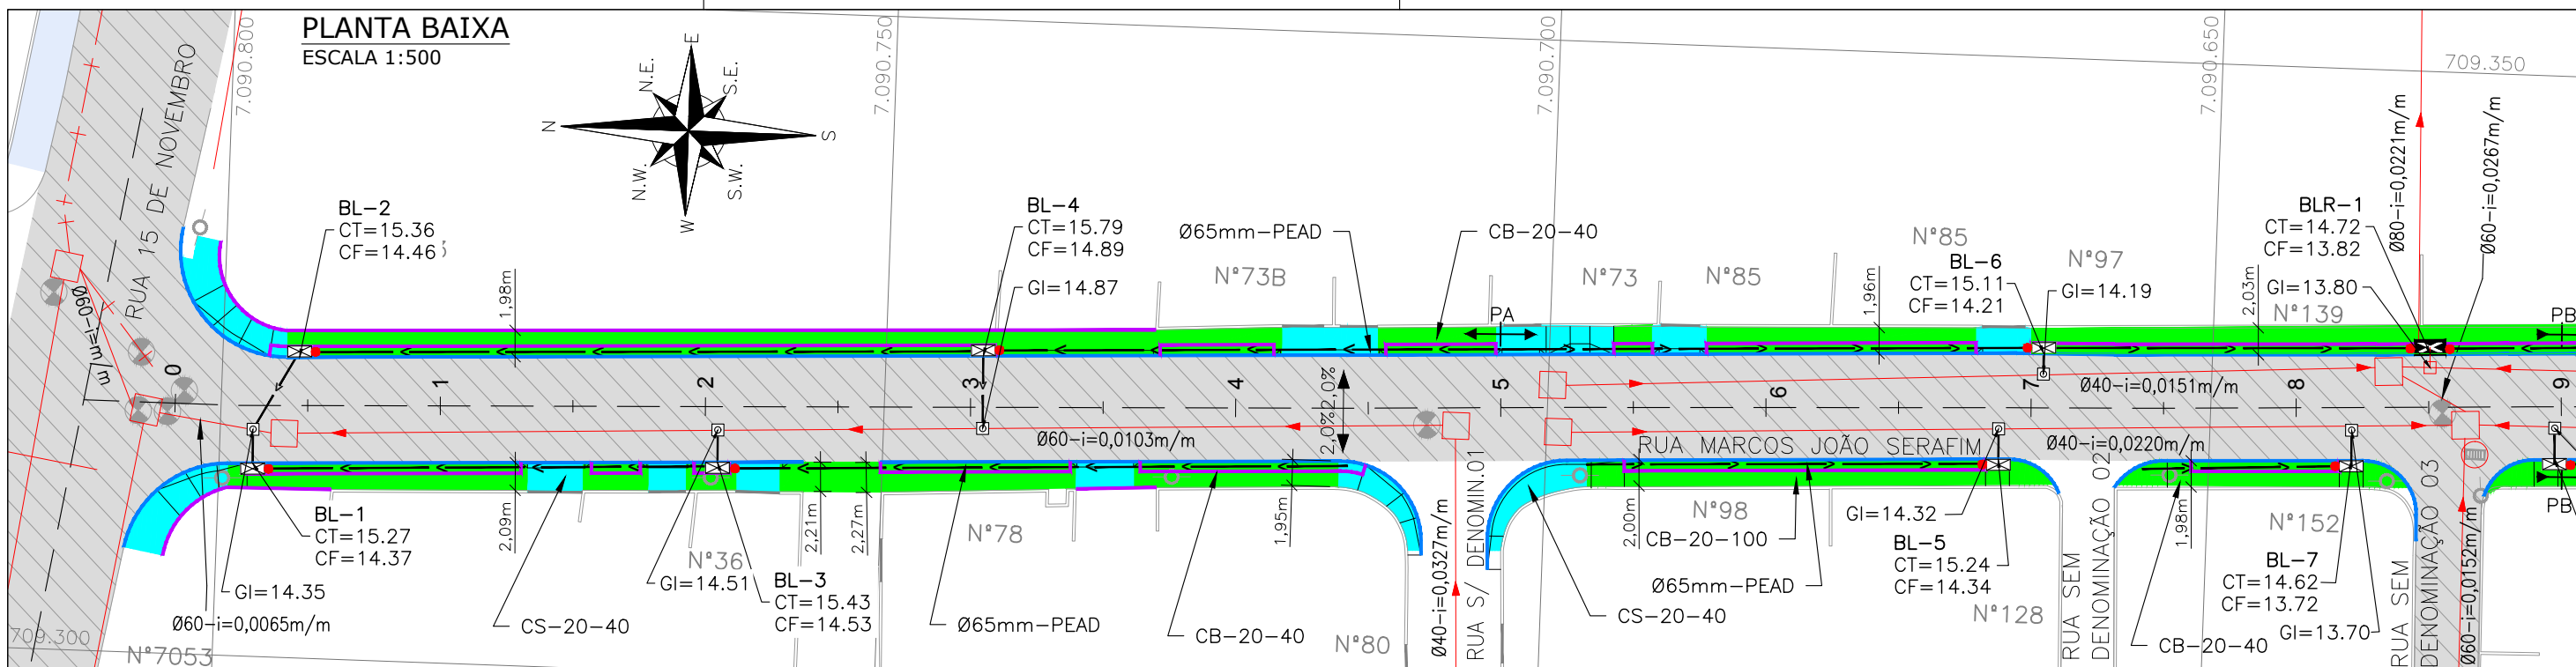 PLANTA BAIXA
ESCALA 1:500
7.090.800
7.090.750
7.090.700
7.090.650
709.350
N
N.E.
E
S.E.
S
S.W.
W
N.W.
RUA 15 DE NOVEMBRO
BL-2
CT=15.36
CF=14.46
1,98m
BL-4
CT=15.79
CF=14.89
GI=14.87
Ø65mm-PEAD
N°73B
CB-20-40
PA
N°73
N°85
1,96m
N°85
BL-6
CT=15.11
CF=14.21
N°97
GI=14.19
2,03m
BLR-1
CT=14.72
CF=13.82
GI=13.80
N°139
Ø80-i=0,0221m/m
Ø60-i=0,0267m/m
PB
Ø60-i=
m/m
0
1
2
3
4
5
6
7
8
9
2,0%
2,0%
Ø60-i=0,0103m/m
Ø40-i=0,0151m/m
RUA MARCOS JOÃO SERAFIM
Ø40-i=0,0220m/m
BL-1
CT=15.27
CF=14.37
GI=14.35
Ø60-i=0,0065m/m
709.300
N°7053
2,09m
CS-20-40
N°36
GI=14.51
BL-3
CT=15.43
CF=14.53
2,21m
2,27m
N°78
Ø65mm-PEAD
CB-20-40
1,95m
N°80
Ø40-i=0,0327m/m
RUA S/ DENOMIN.01
2,00m
N°98
CB-20-100
Ø65mm-PEAD
CS-20-40
GI=14.32
BL-5
CT=15.24
CF=14.34
N°128
RUA SEM
DENOMINAÇÃO 02
1,98m
CB-20-40
N°152
BL-7
CT=14.62
CF=13.72
GI=13.70
RUA SEM
DENOMINAÇÃO 03
Ø60-i=0,0152m/m
PB